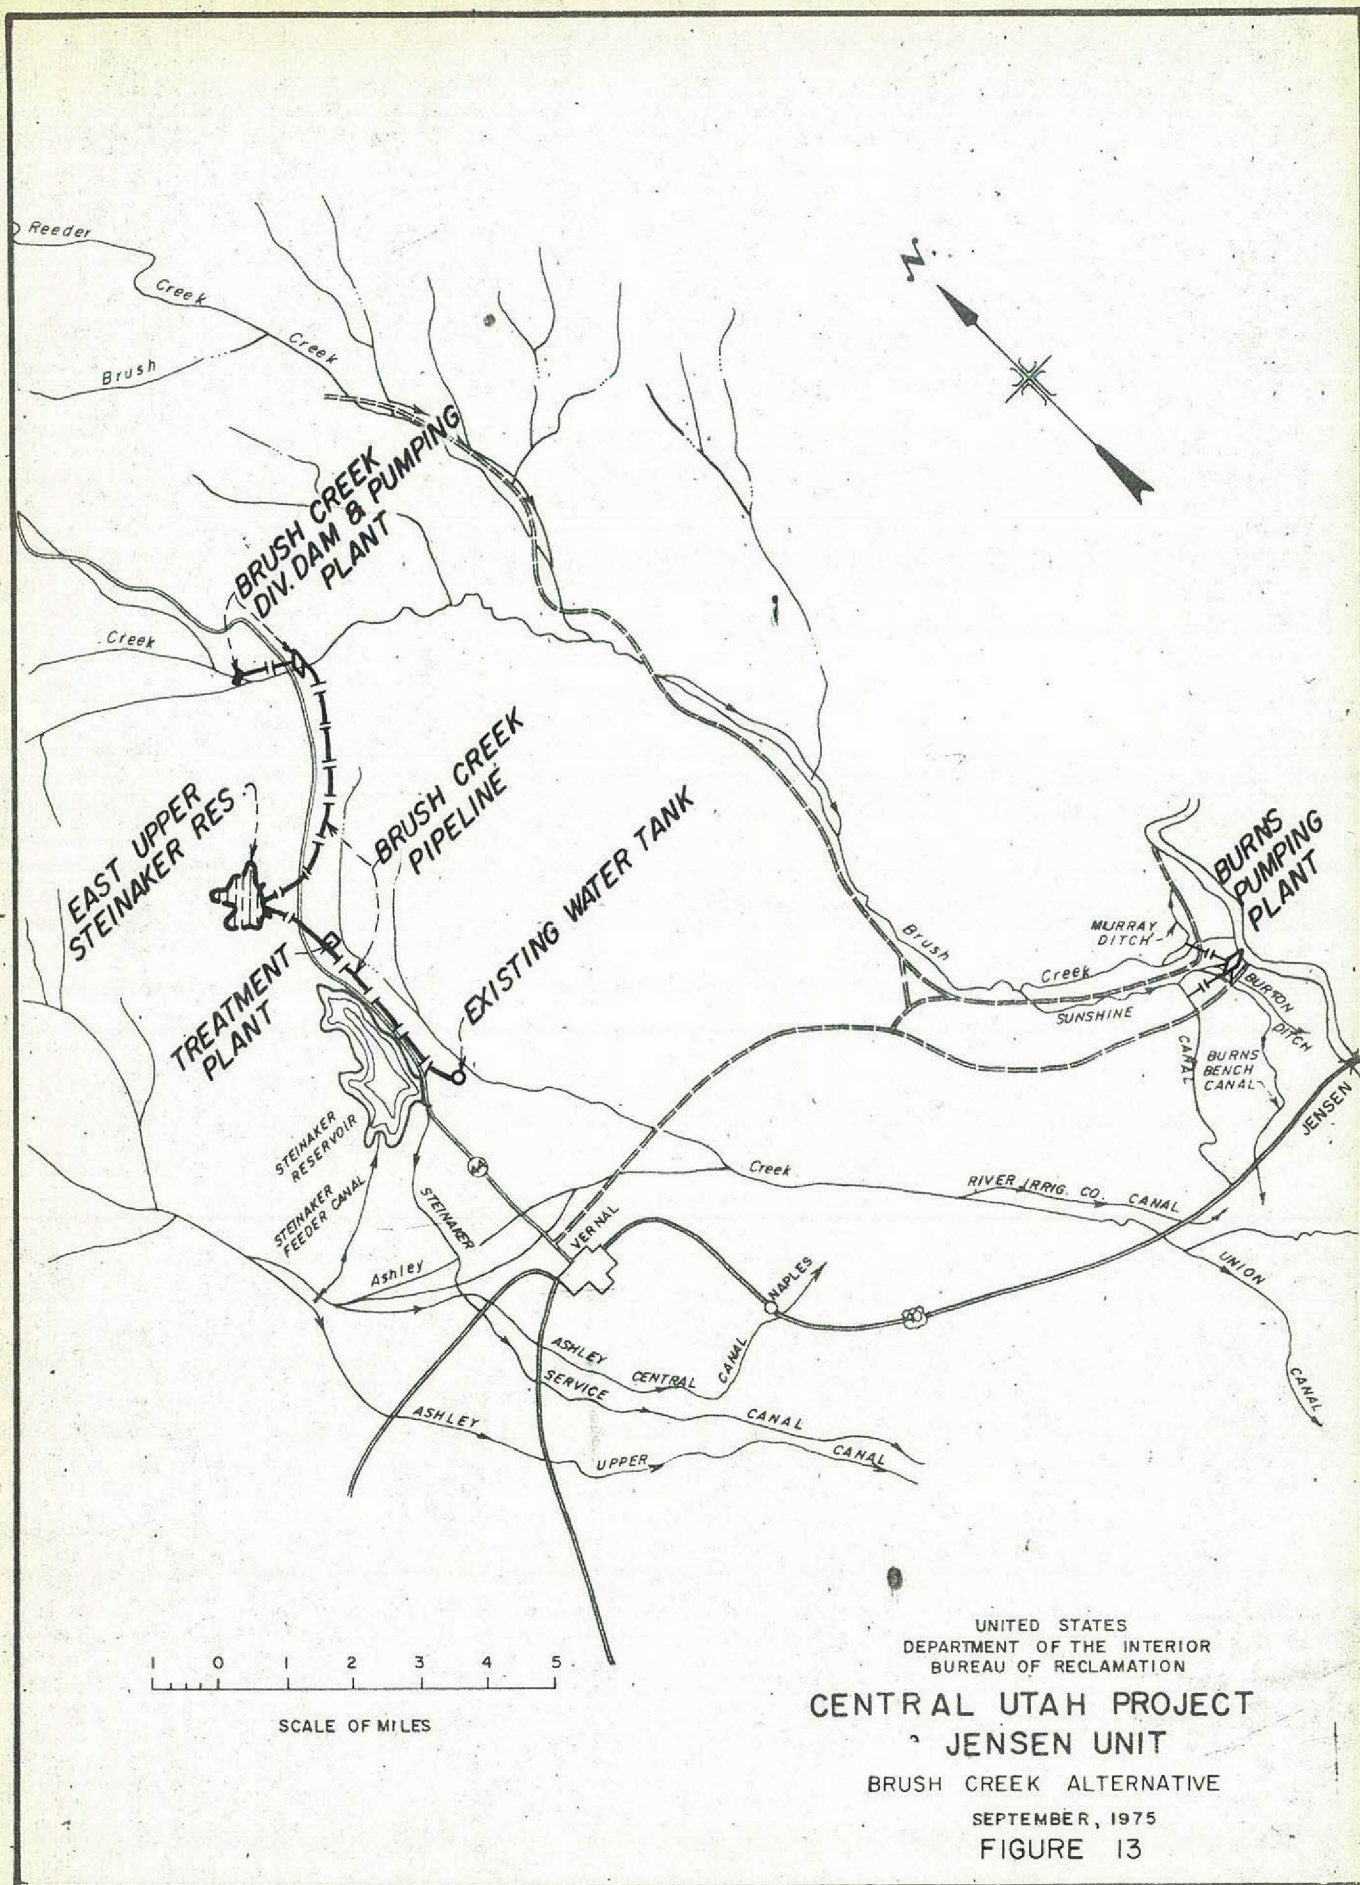 Reeder
Creek
Creek
Brush
N
BRUSH CREEK
DIV. DAM & PUMPING
PLANT
Creek
BRUSH CREEK
PIPELINE
EAST UPPER
STEINAKER RES
EXISTING WATER TANK
TREATMENT
PLANT
BURNS
PUMPING
PLANT
MURRAY
DITCH
Brush
Creek
SUNSHINE
CANAL
BURTON
DITCH
BURNS
BENCH
CANAL
JENSEN
STEINAKER
RESERVOIR
STEINAKER
FEEDER CANAL
44
STEINAKER
Creek
RIVER IRRIG. CO. CANAL
VERNAL
Ashley
NAPLES
UNION
CANAL
40
ASHLEY
CENTRAL
CANAL
SERVICE
CANAL
ASHLEY
UPPER
CANAL
1 0 1 2 3 4 5
SCALE OF MILES
UNITED STATES
DEPARTMENT OF THE INTERIOR
BUREAU OF RECLAMATION
CENTRAL UTAH PROJECT
JENSEN UNIT
BRUSH CREEK ALTERNATIVE
SEPTEMBER, 1975
FIGURE 13